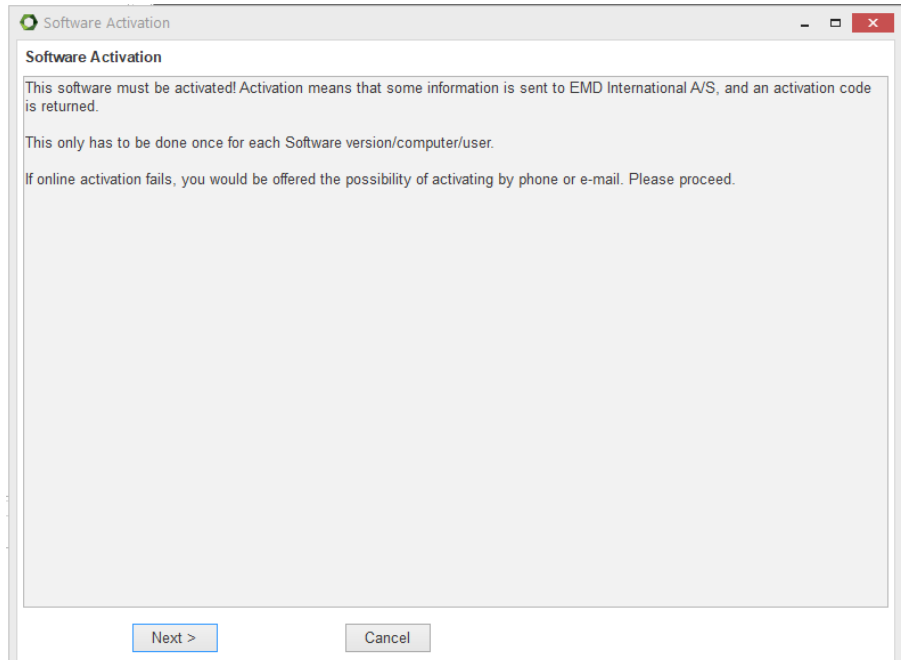 Software Activation
Software Activation
This software must be activated! Activation means that some information is sent to EMD International A/S, and an activation code
is returned.
This only has to be done once for each Software version/computer/user.
If online activation fails, you would be offered the possibility of activating by phone or e-mail. Please proceed.
Next >
Cancel